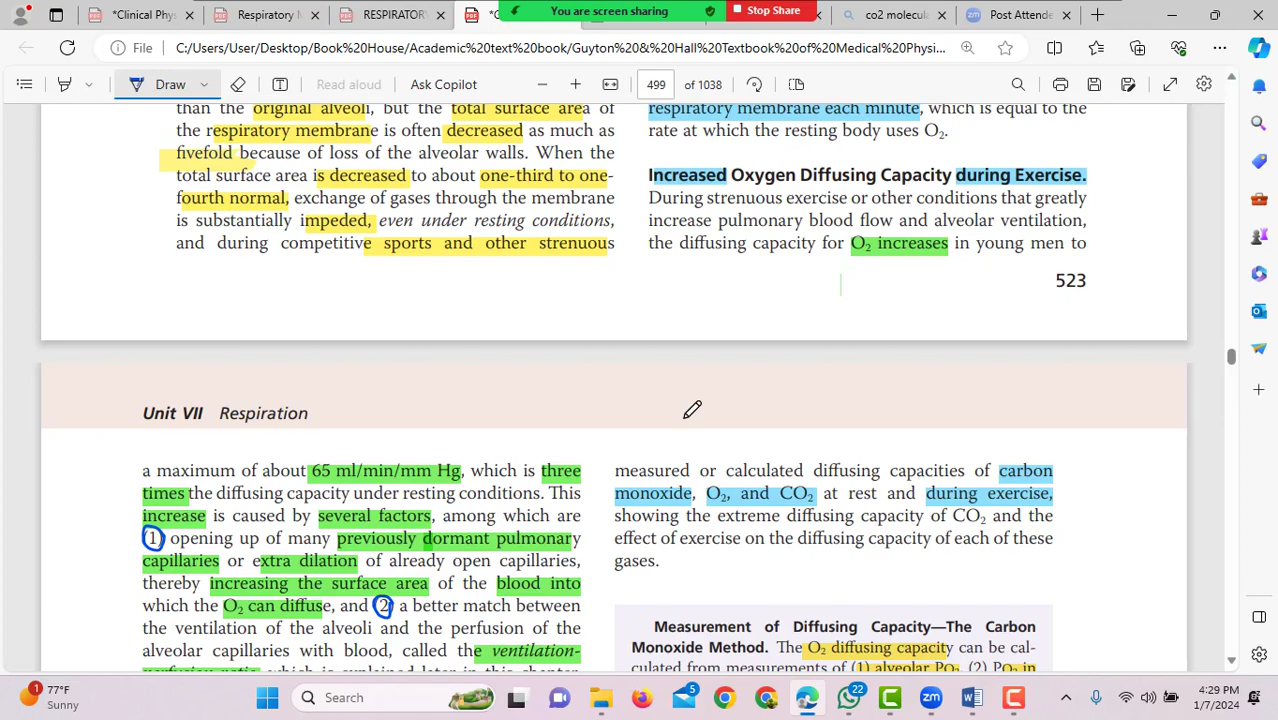 *Clinical Phys
Respiratory M
RESPIRATORY
You are screen sharing
Stop Share
co2 molecula
Post Attende
File
C:/Users/User/Desktop/Book%20House/Academic%20text%20book/Guyton%20&%20Hall%20Textbook%20of%20Medical%20Physi...
Draw
Read aloud
Ask Copilot
499 of 1038
than the original alveoli, but the total surface area of
the respiratory membrane is often decreased as much as
fivefold because of loss of the alveolar walls. When the
total surface area is decreased to about one-third to one-
fourth normal, exchange of gases through the membrane
is substantially impeded, even under resting conditions,
and during competitive sports and other strenuous
respiratory membrane each minute, which is equal to the
rate at which the resting body uses O₂.
Increased Oxygen Diffusing Capacity during Exercise.
During strenuous exercise or other conditions that greatly
increase pulmonary blood flow and alveolar ventilation,
the diffusing capacity for O₂ increases in young men to
523
Unit VII Respiration
a maximum of about 65 ml/min/mm Hg, which is three
times the diffusing capacity under resting conditions. This
increase is caused by several factors, among which are
(1) opening up of many previously dormant pulmonary
capillaries or extra dilation of already open capillaries,
thereby increasing the surface area of the blood into
which the O₂ can diffuse, and (2) a better match between
the ventilation of the alveoli and the perfusion of the
alveolar capillaries with blood, called the ventilation-
measured or calculated diffusing capacities of carbon
monoxide, O₂, and CO₂ at rest and during exercise,
showing the extreme diffusing capacity of CO₂ and the
effect of exercise on the diffusing capacity of each of these
gases.
Measurement of Diffusing Capacity—The Carbon
Monoxide Method. The O₂ diffusing capacity can be cal-
culated from measurements of (1) alveolar PO₂, (2) PO₂ in
77°F
Sunny
Search
5
22
4:29 PM
1/7/2024